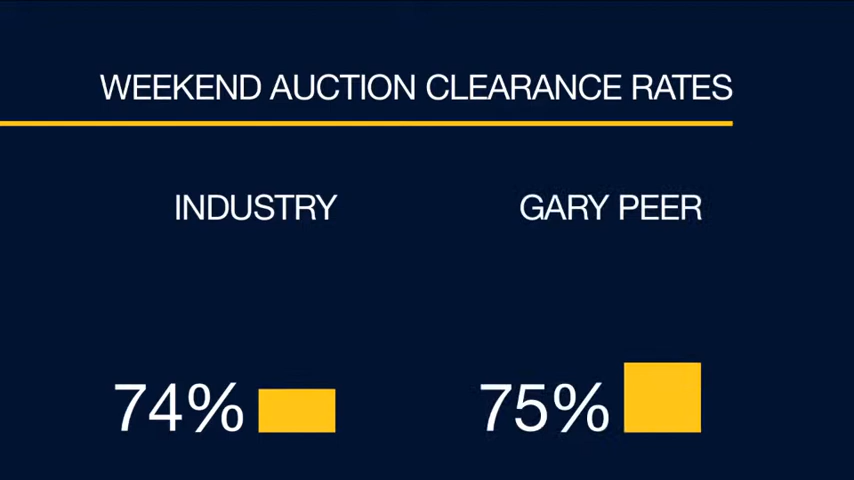 WEEKEND AUCTION CLEARANCE RATES
INDUSTRY GARY PEER
74% 75%